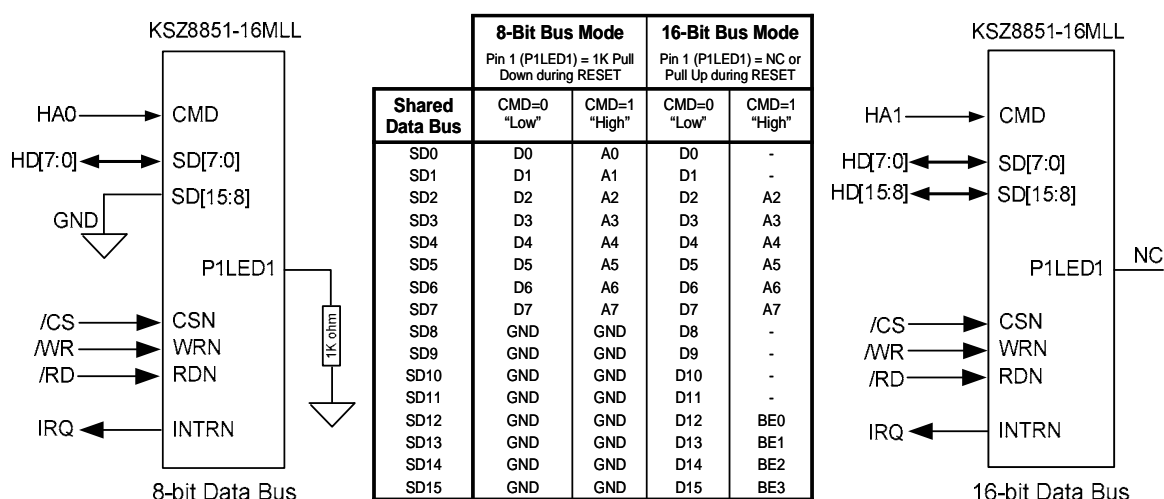 KSZ8851-16MLL
HA0
CMD
HD[7:0]
SD[7:0]
SD[15:8]
GND
P1LED1
1K ohm
/CS
CSN
/WR
WRN
/RD
RDN
IRQ
INTRN
8-bit Data Bus
8-Bit Bus Mode 16-Bit Bus Mode
Pin 1 (P1LED1) = 1K Pull Down during RESET Pin 1 (P1LED1) = NC or Pull Up during RESET
Shared Data Bus CMD=0 "Low" CMD=1 "High" CMD=0 "Low" CMD=1 "High"
SD0 D0 A0 D0 -
SD1 D1 A1 D1 -
SD2 D2 A2 D2 A2
SD3 D3 A3 D3 A3
SD4 D4 A4 D4 A4
SD5 D5 A5 D5 A5
SD6 D6 A6 D6 A6
SD7 D7 A7 D7 A7
SD8 GND GND D8 -
SD9 GND GND D9 -
SD10 GND GND D10 -
SD11 GND GND D11 -
SD12 GND GND D12 BE0
SD13 GND GND D13 BE1
SD14 GND GND D14 BE2
SD15 GND GND D15 BE3
KSZ8851-16MLL
HA1
CMD
HD[7:0]
SD[7:0]
HD[15:8]
SD[15:8]
P1LED1
NC
/CS
CSN
/WR
WRN
/RD
RDN
IRQ
INTRN
16-bit Data Bus